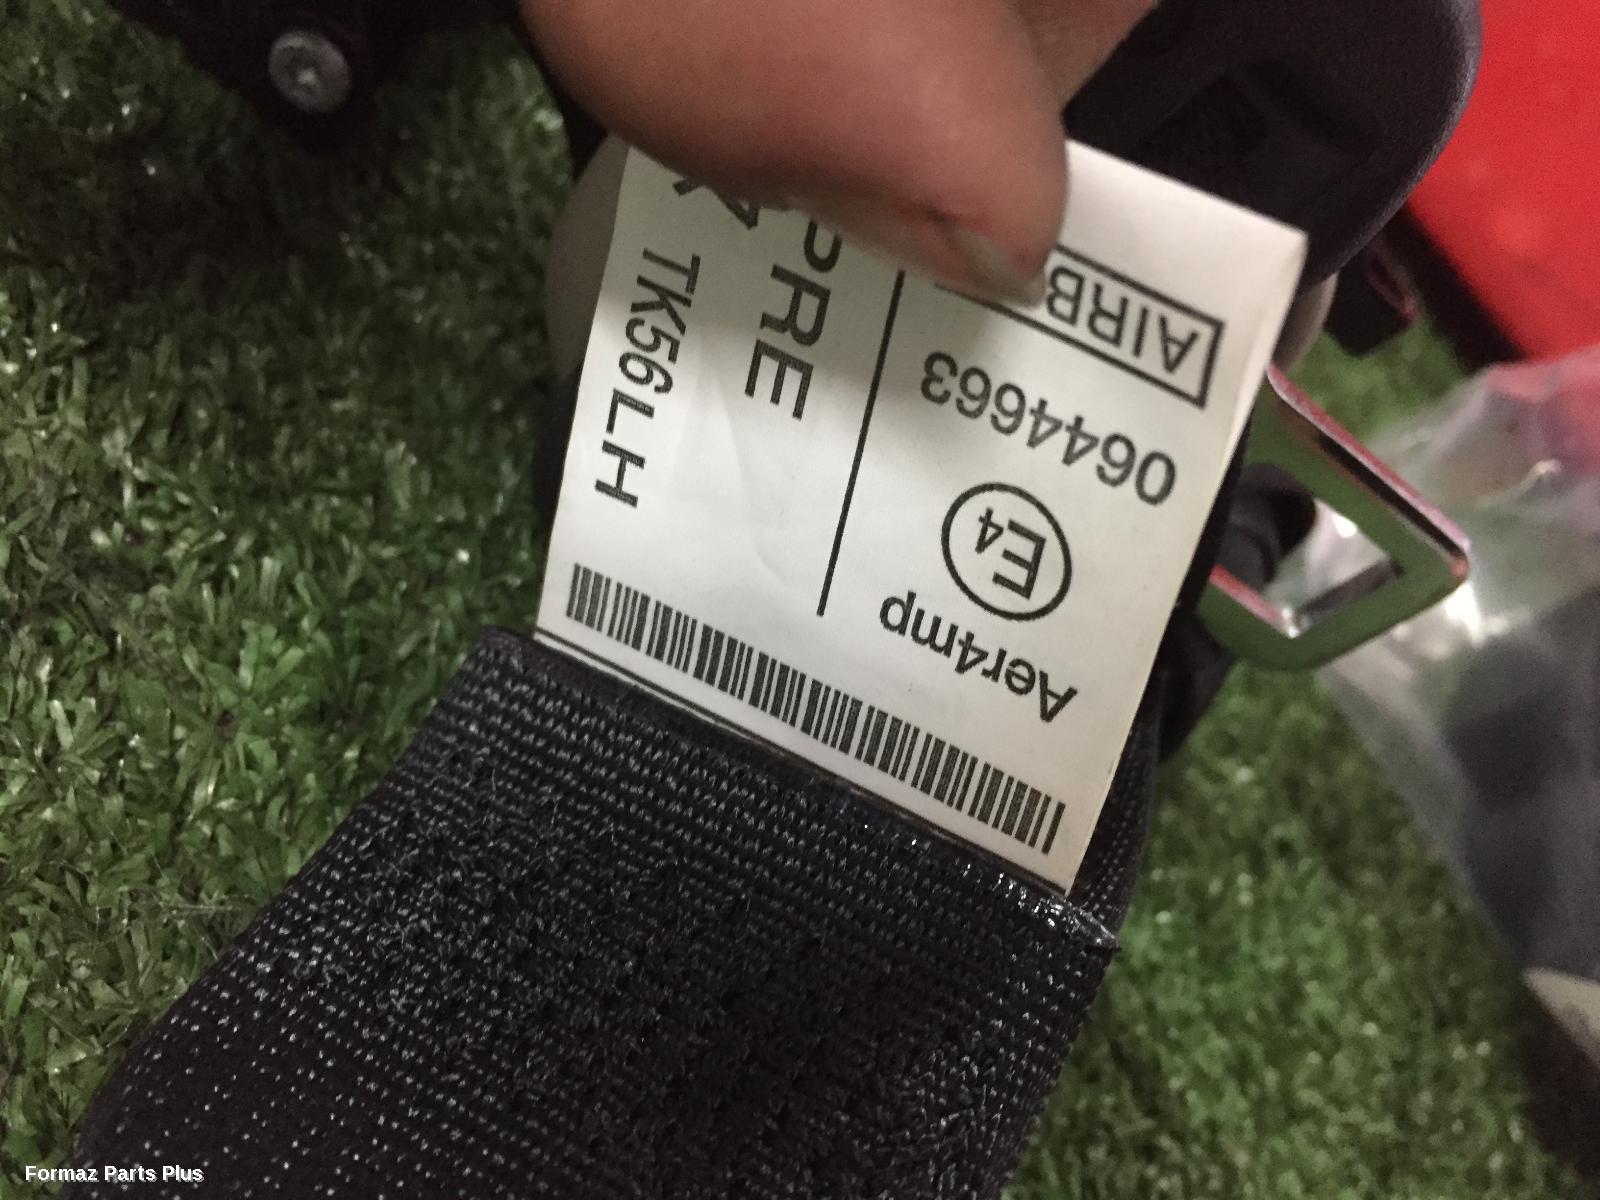 AIRB
0644663
E4
Aer4mp
PRE
TK56LH
Formaz Parts Plus